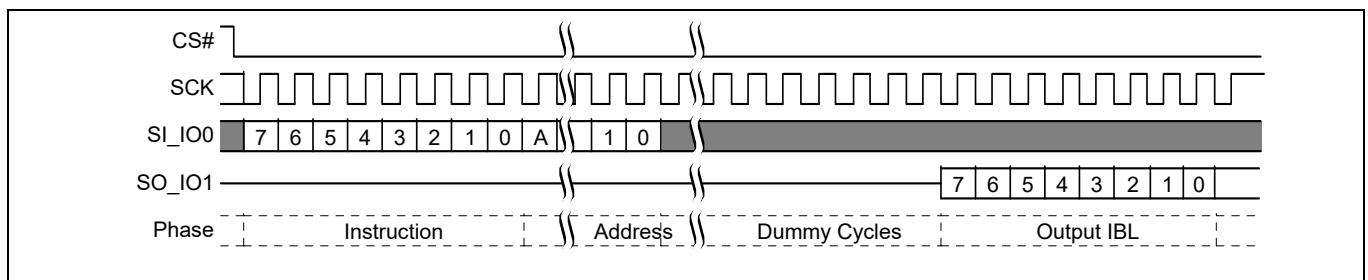 CS#
SCK
SI_IO0 7 6 5 4 3 2 1 0 A 1 0
SO_IO1 7 6 5 4 3 2 1 0
Phase Instruction Address Dummy Cycles Output IBL